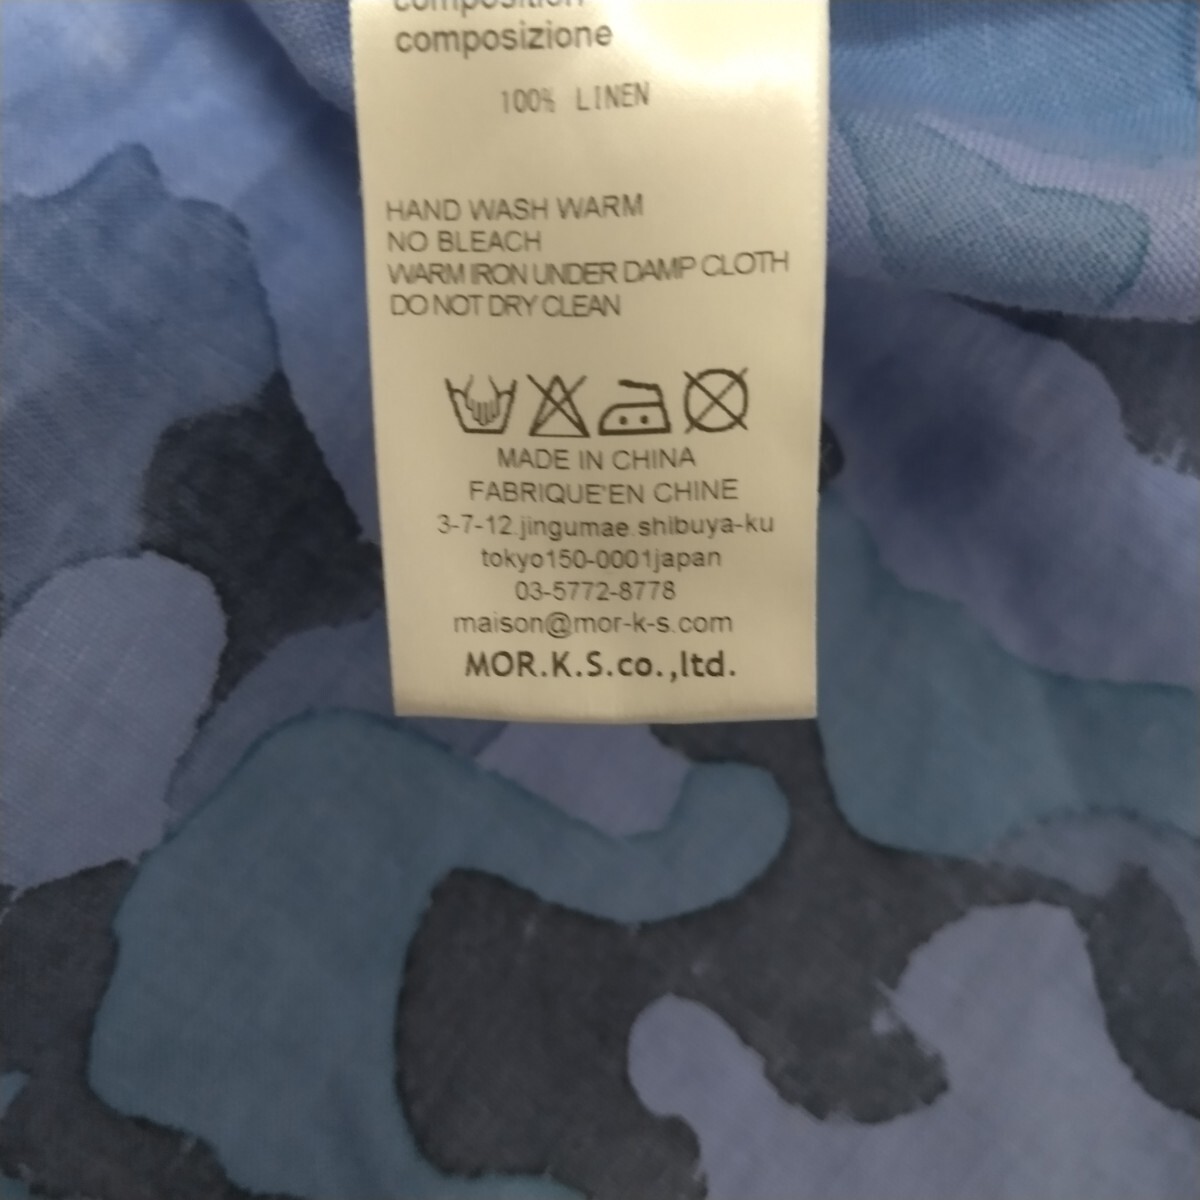 composition
composizione
100% LINEN
HAND WASH WARM
NO BLEACH
WARM IRON UNDER DAMP CLOTH
DO NOT DRY CLEAN
MADE IN CHINA
FABRIQUE'EN CHINE
3-7-12.jingumae.shibuya-ku
tokyo150-0001japan
03-5772-8778
maison@mor-k-s.com
MOR.K.S.co.,ltd.